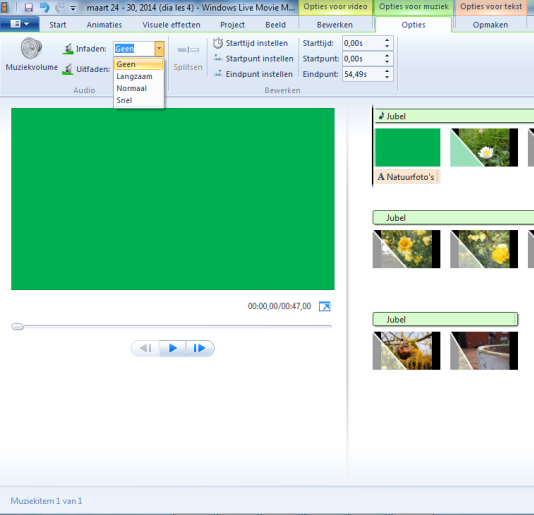 maart 24 - 30, 2014 (dia les 4) - Windows Live Movie M... Opties voor video Opties voor muziek Opties voor tekst
Start Animaties Visuele effecten Project Beeld Bewerken Opties Opmaken
Infaden: Geen Starttijd instellen Starttijd: 0,00s
Muziekvolume Uitfaden: Splitsen Startpunt instellen Startpunt: 0,00s
Eindpunt instellen Eindpunt: 54,49s
Geen
Langzaam
Normaal
Snel
Audio Bewerken
Jubel
A Natuurfoto's
Jubel
00:00,00/00:47,00
Jubel
Muziekitem 1 van 1